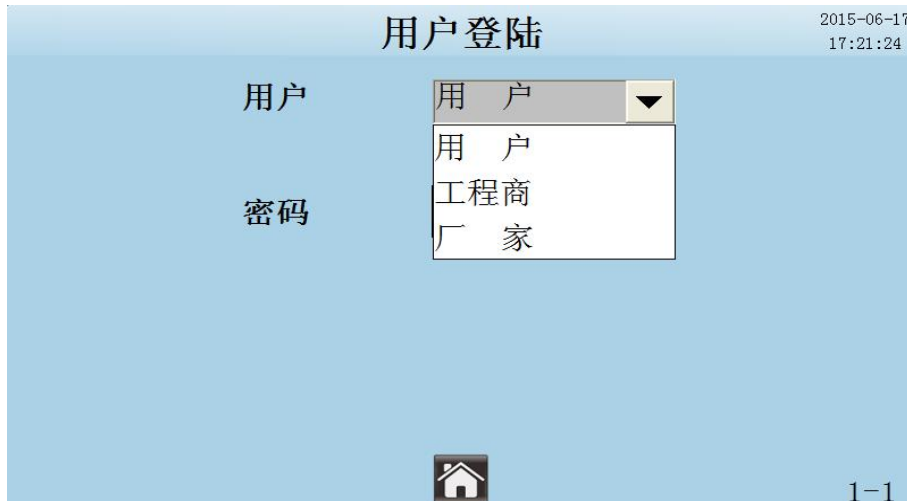 用户登陆
2015-06-17
17:21:24
用户
用 户
用 户
工程商
密码
厂 家
1-1